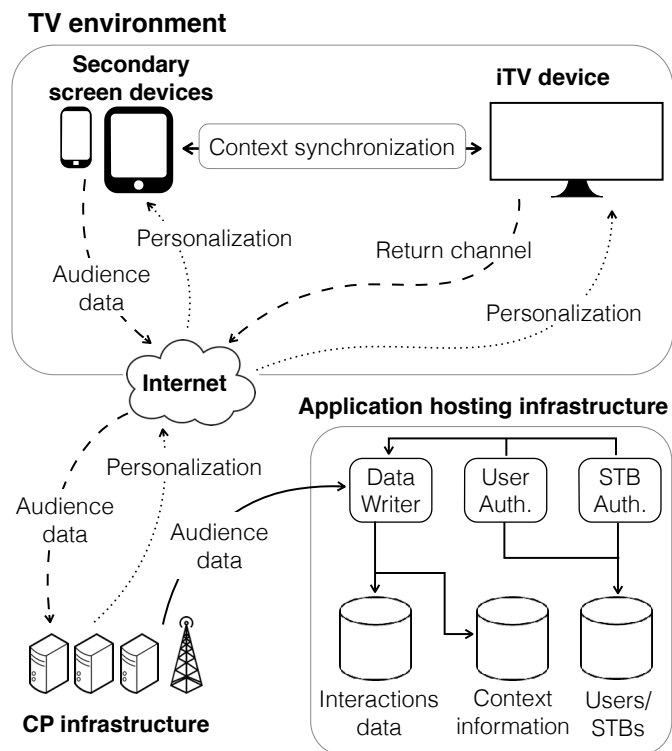 TV environment
Secondary
screen devices
iTV device
Context synchronization
Personalization
Return channel
Audience
data
Personalization
Internet
Application hosting infrastructure
Personalization
Data
Writer
User
Auth.
STB
Auth.
Audience
data
Audience
data
Interactions
data
Context
information
Users/
STBs
CP infrastructure